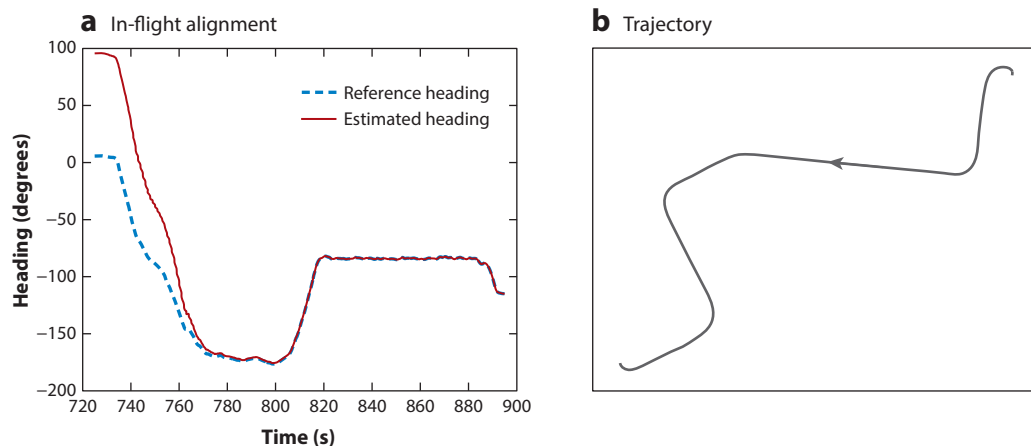 a In-flight alignment
100
50
0
−50
−100
−150
−200
Heading (degrees)
Reference heading
Estimated heading
720 740 760 780 800 820 840 860 880 900
Time (s)
b Trajectory